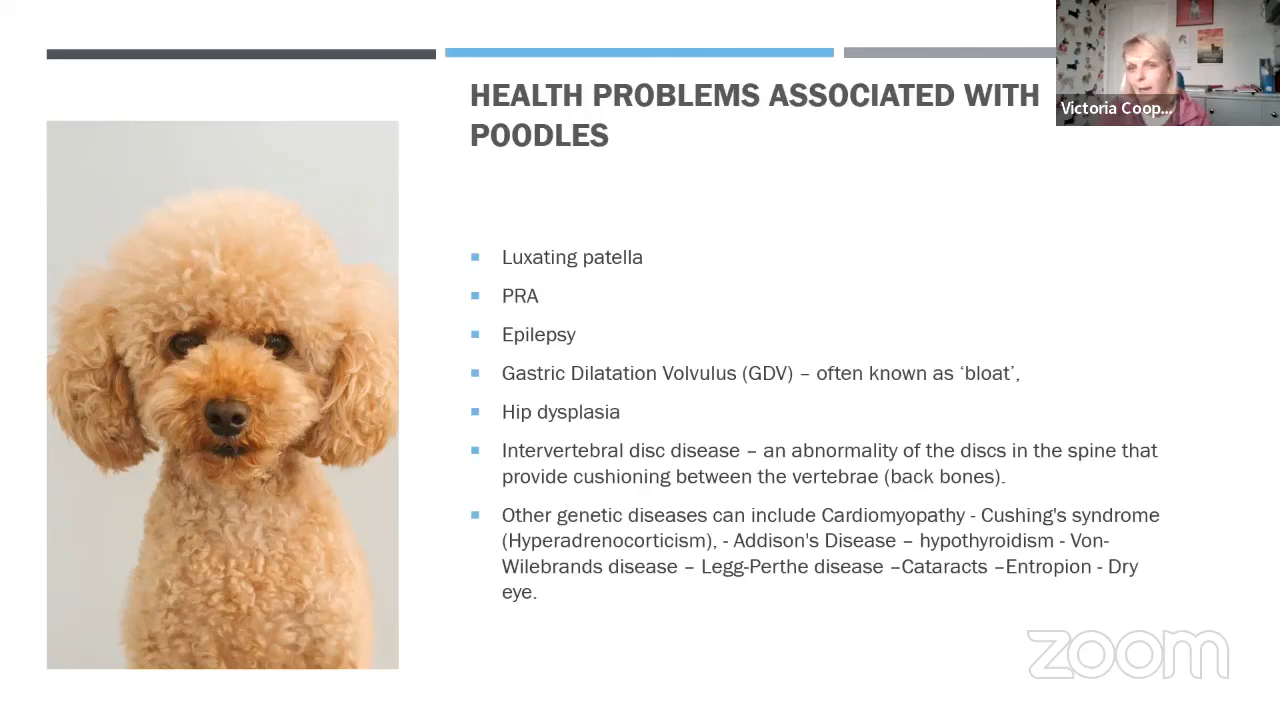 HEALTH PROBLEMS ASSOCIATED WITH
POODLES
Victoria Coop...
Luxating patella
PRA
Epilepsy
Gastric Dilatation Volvulus (GDV) – often known as ‘bloat’,
Hip dysplasia
Intervertebral disc disease – an abnormality of the discs in the spine that
provide cushioning between the vertebrae (back bones).
Other genetic diseases can include Cardiomyopathy - Cushing's syndrome
(Hyperadrenocorticism), - Addison's Disease – hypothyroidism - Von-
Wilebrands disease – Legg-Perthe disease –Cataracts –Entropion - Dry
eye.
zoom